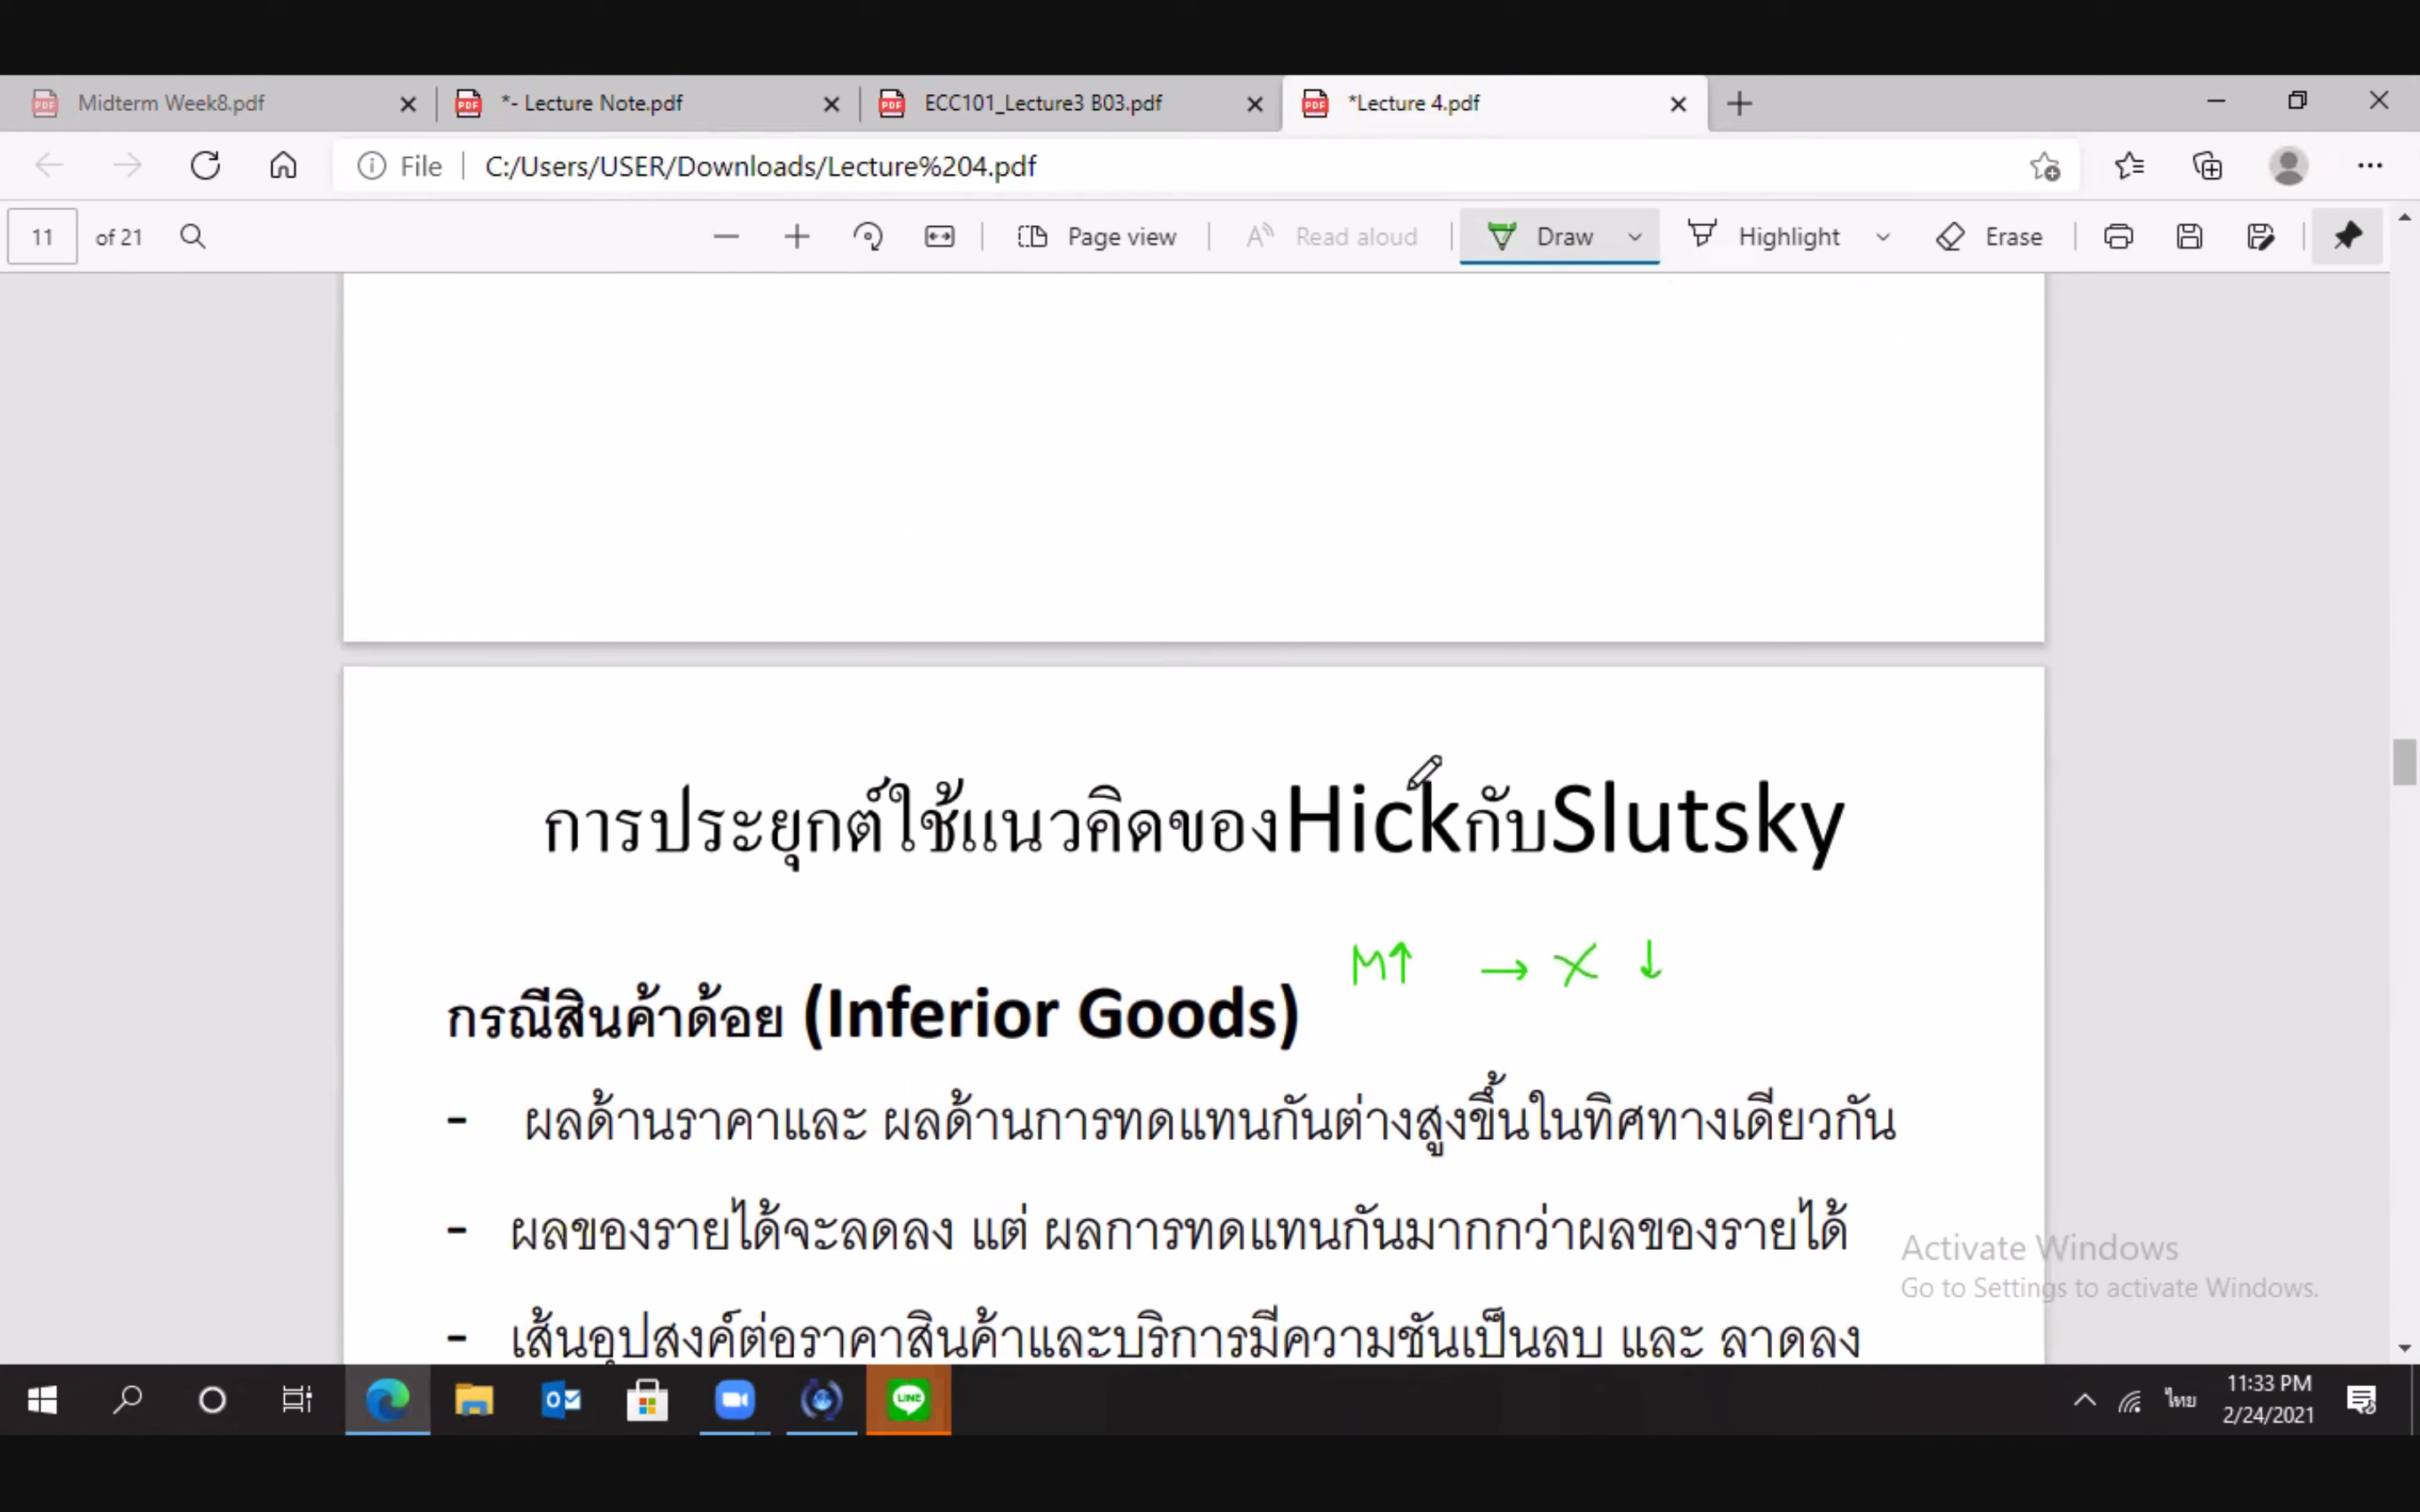 Midterm Week8.pdf
*- Lecture Note.pdf
ECC101_Lecture3 B03.pdf
*Lecture 4.pdf
File C:/Users/USER/Downloads/Lecture%204.pdf
11 of 21
Page view
Read aloud
Draw
Highlight
Erase
การประยุกต์ใช้แนวคิดของHickกับSlutsky
M↑ → X ↓
กรณีสินค้าด้อย (Inferior Goods)
- ผลด้านราคาและ ผลด้านการทดแทนกันต่างสูงขึ้นในทิศทางเดียวกัน
- ผลของรายได้จะลดลง แต่ ผลการทดแทนกันมากกว่าผลของรายได้
- เส้นอุปสงค์ต่อราคาสินค้าและบริการมีความชันเป็นลบ และ ลาดลง
Activate Windows
Go to Settings to activate Windows.
LINE
ไทย
11:33 PM
2/24/2021